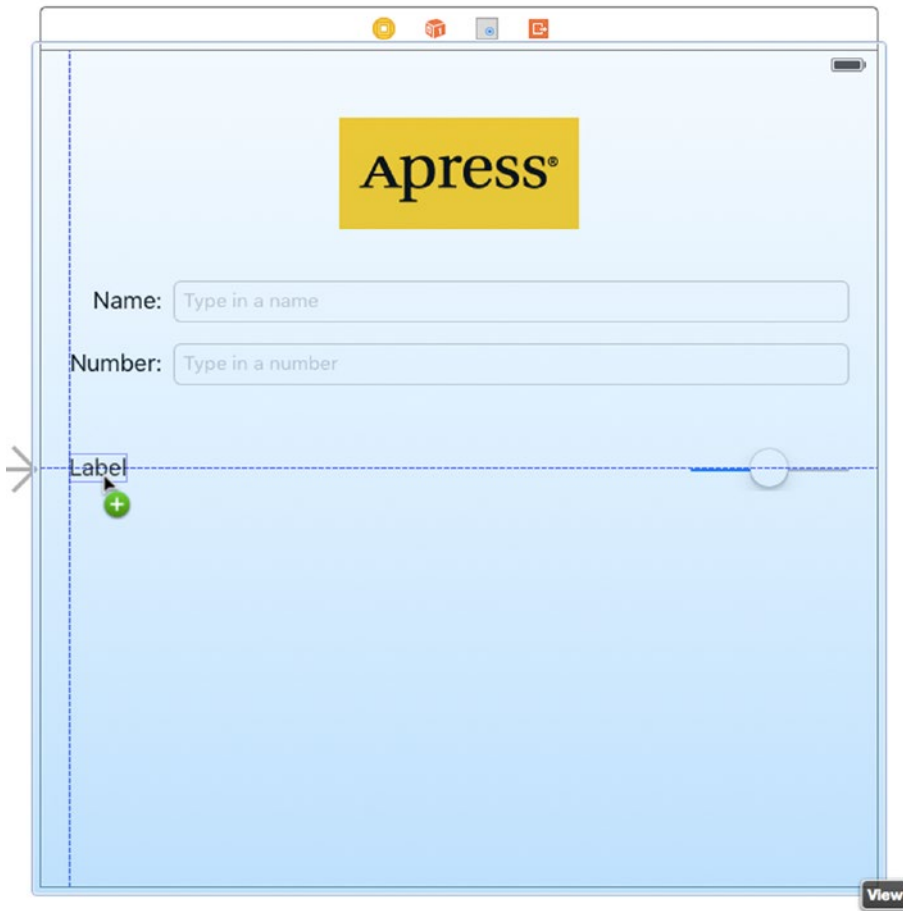 Apress®
Name: Type in a name
Number: Type in a number
Label
View